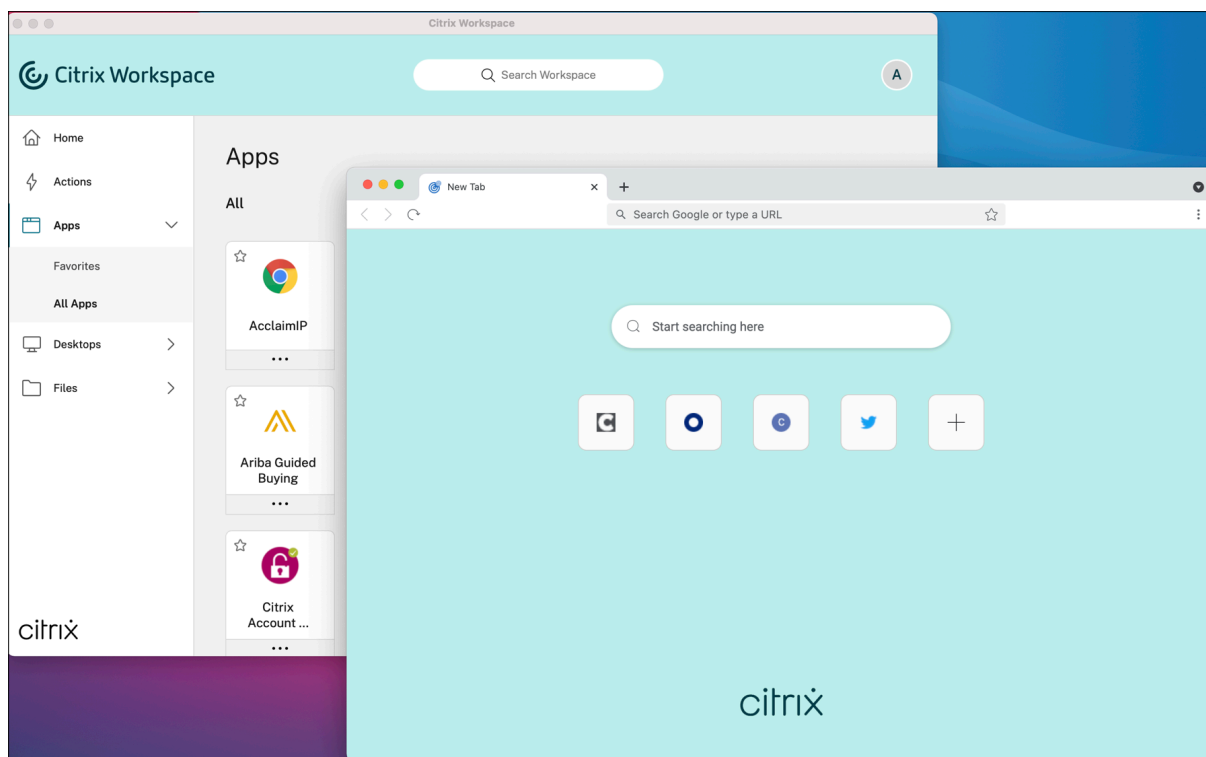 Citrix Workspace
Citrix Workspace
Search Workspace
A
Home
Actions
Apps
Favorites
All Apps
Desktops
Files
citrix
Apps
All
AcclaimIP
Ariba Guided
Buying
Citrix
Account ...
New Tab
Search Google or type a URL
Start searching here
C
C
citrix